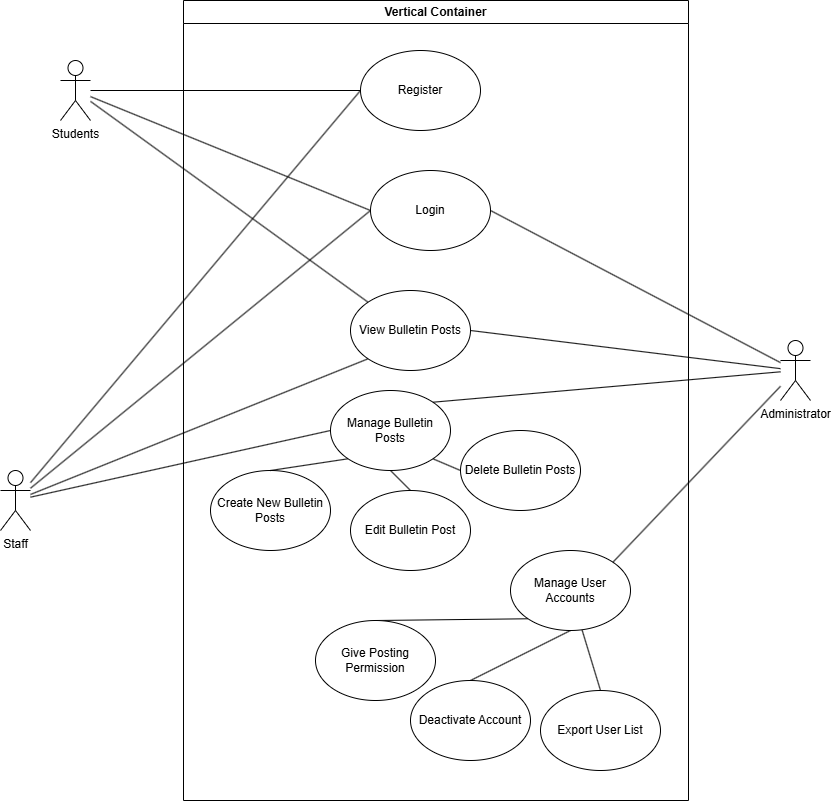 Vertical Container
Register
Students
Login
View Bulletin Posts
Administrator
Manage Bulletin
Posts
Delete Bulletin Posts
Create New Bulletin
Posts
Edit Bulletin Post
Staff
Manage User
Accounts
Give Posting
Permission
Deactivate Account
Export User List